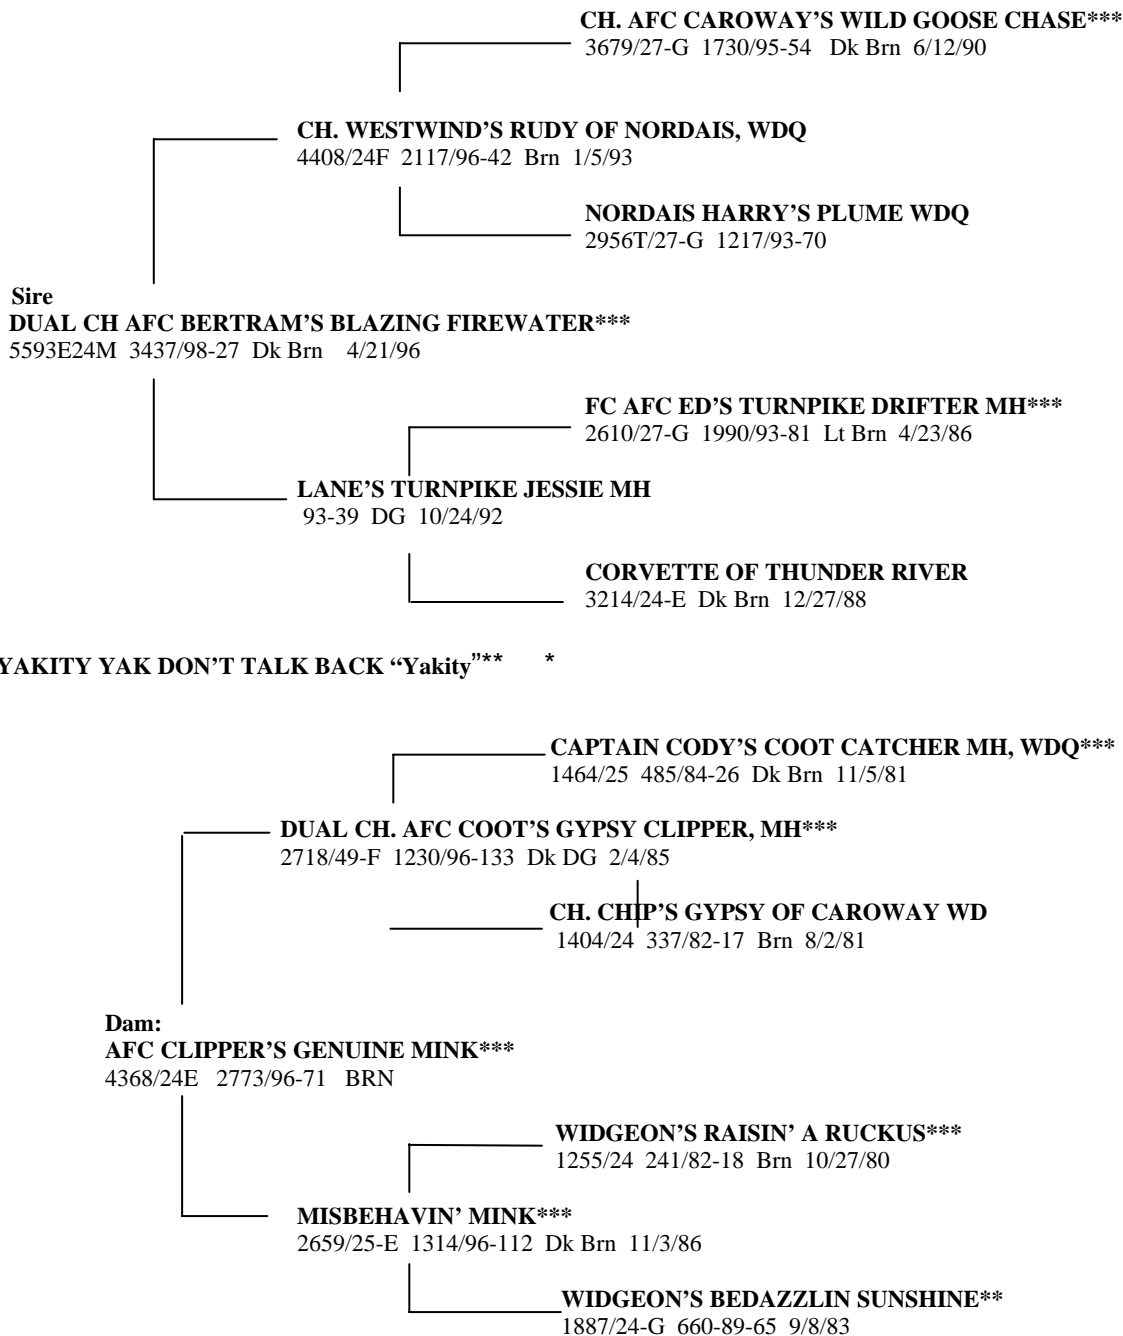 CH. AFC CAROWAY'S WILD GOOSE CHASE***
3679/27-G 1730/95-54 Dk Brn 6/12/90
CH. WESTWIND'S RUDY OF NORDAIS, WDQ
4408/24F 2117/96-42 Brn 1/5/93
NORDAIS HARRY'S PLUME WDQ
2956T/27-G 1217/93-70
Sire
DUAL CH AFC BERTRAM'S BLAZING FIREWATER***
5593E24M 3437/98-27 Dk Brn 4/21/96
FC AFC ED'S TURNPIKE DRIFTER MH***
2610/27-G 1990/93-81 Lt Brn 4/23/86
LANE'S TURNPIKE JESSIE MH
93-39 DG 10/24/92
CORVETTE OF THUNDER RIVER
3214/24-E Dk Brn 12/27/88
YAKITY YAK DON'T TALK BACK “Yakity”** *
CAPTAIN CODY'S COOT CATCHER MH, WDQ***
1464/25 485/84-26 Dk Brn 11/5/81
DUAL CH. AFC COOT'S GYPSY CLIPPER, MH***
2718/49-F 1230/96-133 Dk DG 2/4/85
CH. CHIP'S GYPSY OF CAROWAY WD
1404/24 337/82-17 Brn 8/2/81
Dam:
AFC CLIPPER'S GENUINE MINK***
4368/24E 2773/96-71 BRN
WIDGEON'S RAISIN' A RUCKUS***
1255/24 241/82-18 Brn 10/27/80
MISBEHAVIN' MINK***
2659/25-E 1314/96-112 Dk Brn 11/3/86
WIDGEON'S BEDAZZLIN SUNSHINE**
1887/24-G 660-89-65 9/8/83